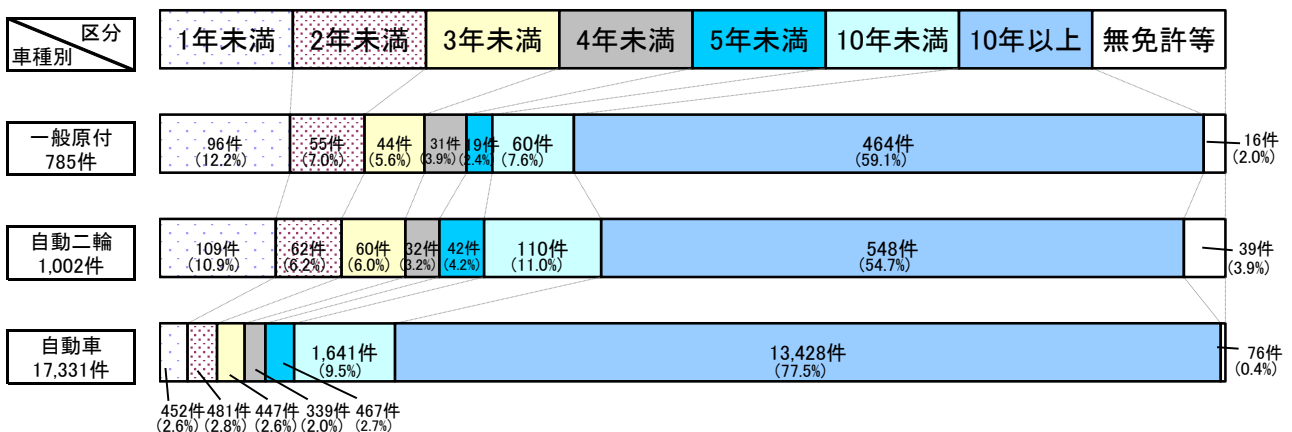 区分
車種別
1年未満 2年未満 3年未満 4年未満 5年未満 10年未満 10年以上 無免許等
一般原付
785件
96件 55件 44件 31件 19件 60件 464件 16件
(12.2%) (7.0%) (5.6%) (3.9%) (2.4%) (7.6%) (59.1%) (2.0%)
自動二輪
1,002件
109件 62件 60件 32件 42件 110件 548件 39件
(10.9%) (6.2%) (6.0%) (3.2%) (4.2%) (11.0%) (54.7%) (3.9%)
自動車
17,331件
1,641件 13,428件 76件
(9.5%) (77.5%) (0.4%)
452件 481件 447件 339件 467件
(2.6%) (2.8%) (2.6%) (2.0%) (2.7%)